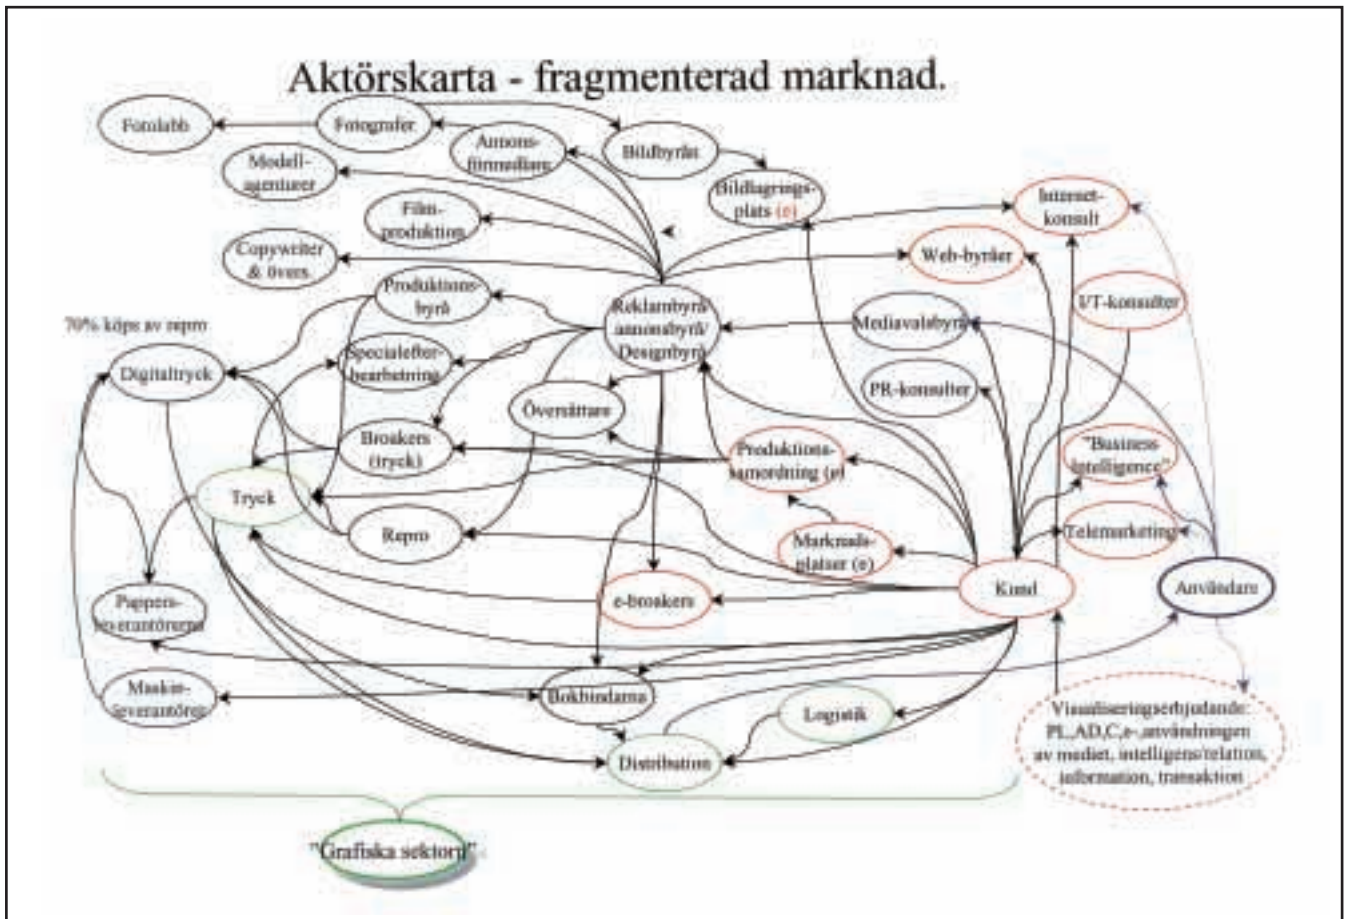 Aktörskarta - fragmenterad marknad.
Fotolabb
Fotografer
Annons-
förmedlare
Bildbyråer
Modell-
agenturer
Bildlagrings-
plats (e)
Internet-
konsult
Film-
produktion
Copywriter
& övers.
Web-byråer
Produktions-
byrå
Reklambyrå/
annonsbyrå/
Designbyrå
Mediavalsbyrå
I/T-konsulter
70% köps av repro
Digitaltryck
Specialefter-
bearbetning
PR-konsulter
Översättare
Broakers
(tryck)
Produktions-
samordning (e)
"Business
Intelligence"
Tryck
Repro
Marknads-
platser (e)
Telemarketing
Kund
Användare
Pappers-
leverantörerna
e-broakers
Maskin-
leverantörer
Bokbindarna
Logistik
Distribution
Visualiseringserbjudande:
PL,AD,C,e-,användningen
av mediet, intelligens/relation,
information, transaktion
"Grafiska sektorn"